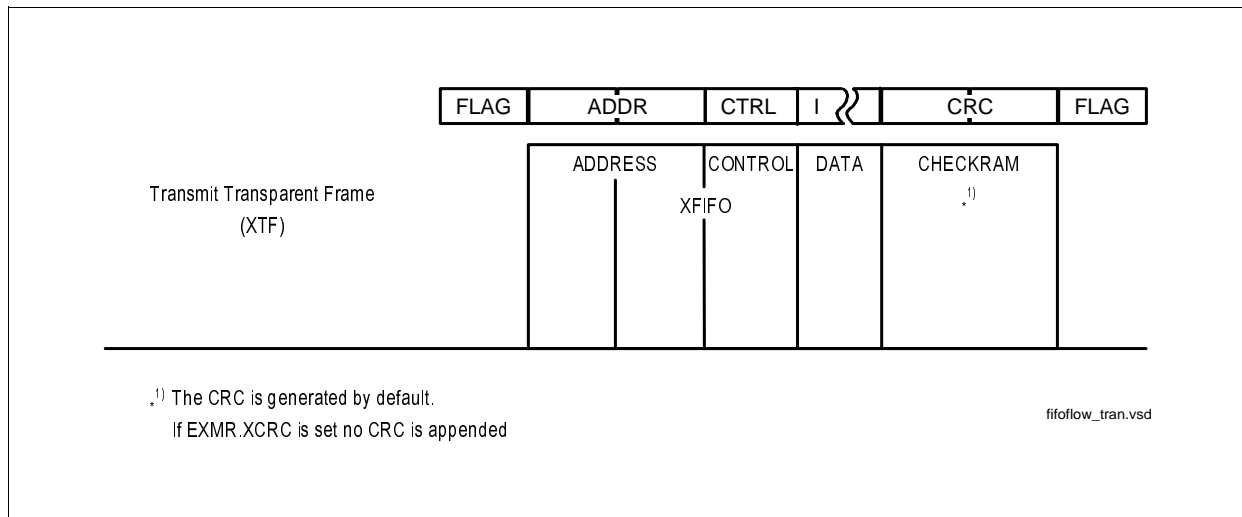 FLAG ADDR CTRL I CRC FLAG
ADDRESS CONTROL DATA CHECKRAM
Transmit Transparent Frame *1)
(XTF) XFIFO
*1) The CRC is generated by default.
If EXMR.XCRC is set no CRC is appended
fifoflow_tran.vsd